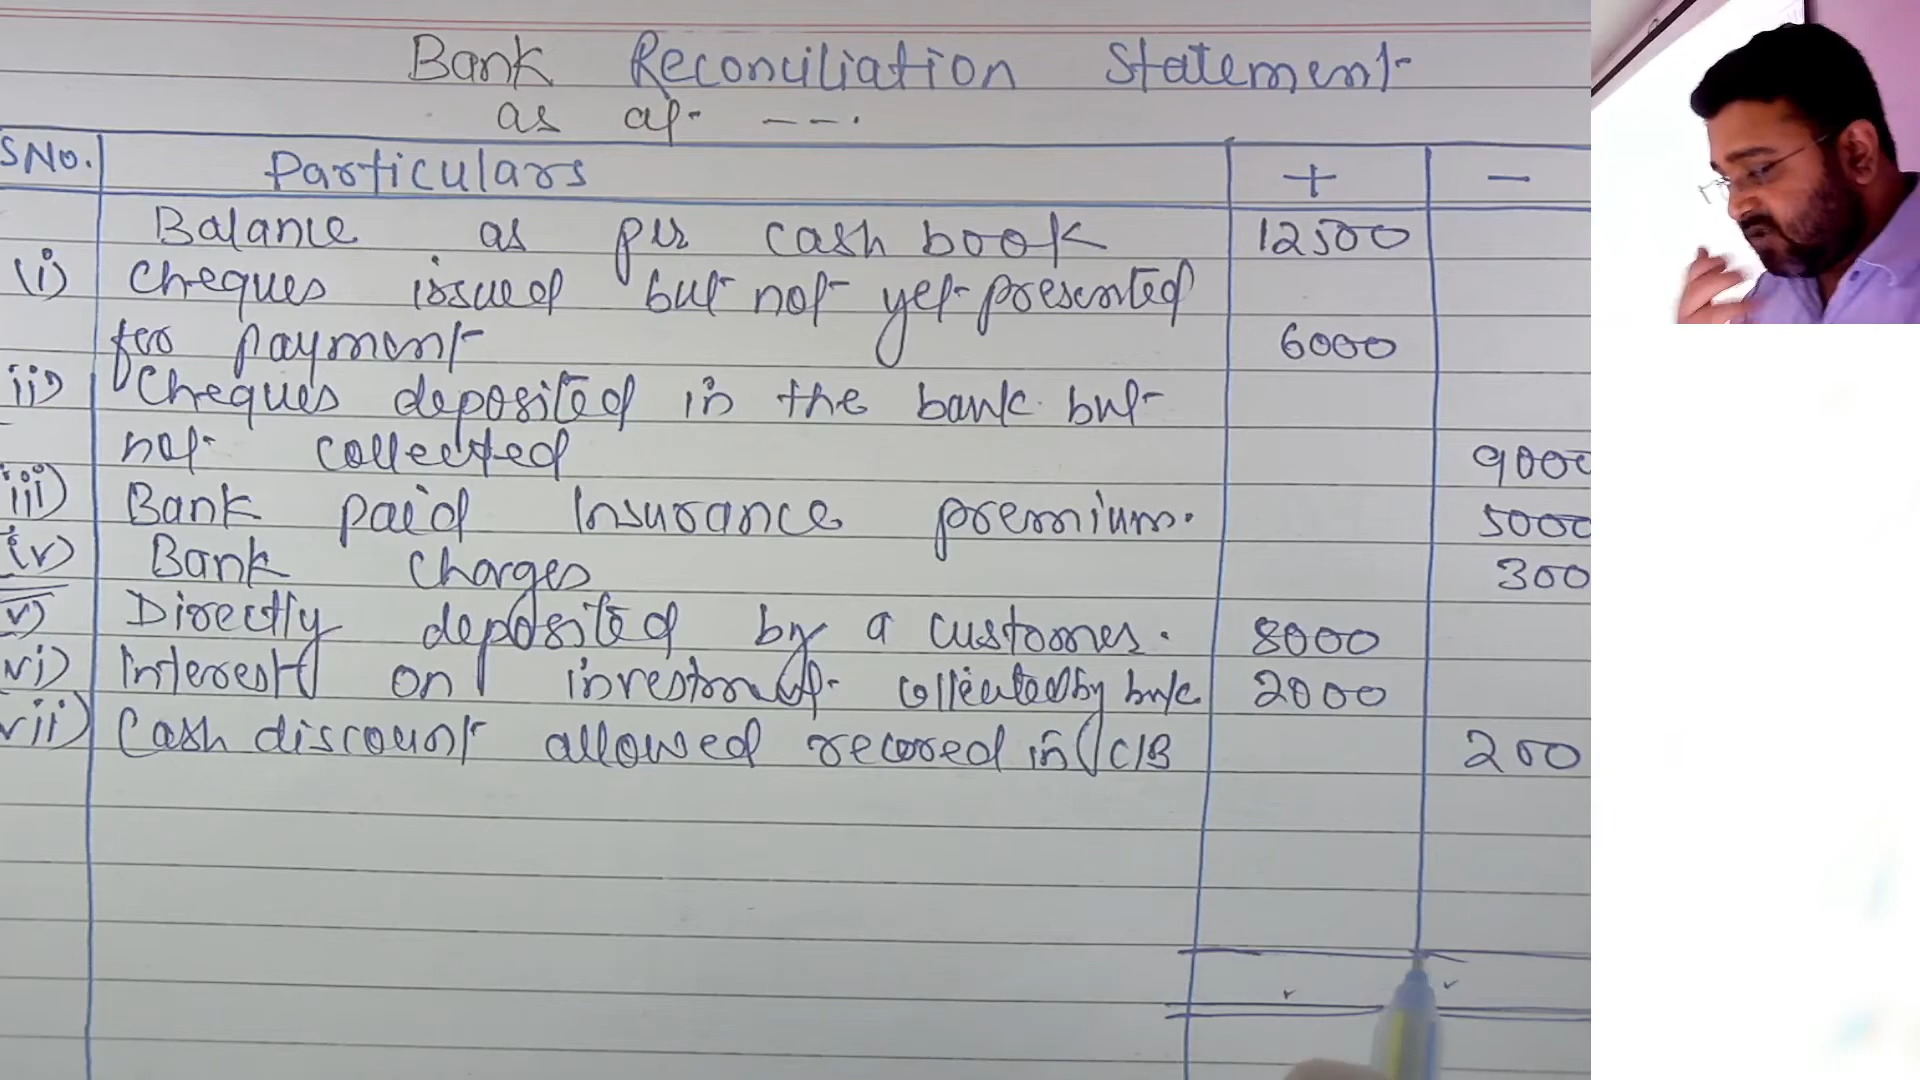 Bank Reconciliation Statement
as at ---.
S No. Particulars + -
Balance as per cash book 12500
(i) Cheques issued but not yet presented
for payment 6000
ii) Cheques deposited in the bank but
not collected 9000
iii) Bank paid Insurance premium. 5000
(iv) Bank charges 300
v) Directly deposited by a customer. 8000
vi) Interest on investment collected by bnk 2000
vii) Cash discount allowed recored in C/B 200